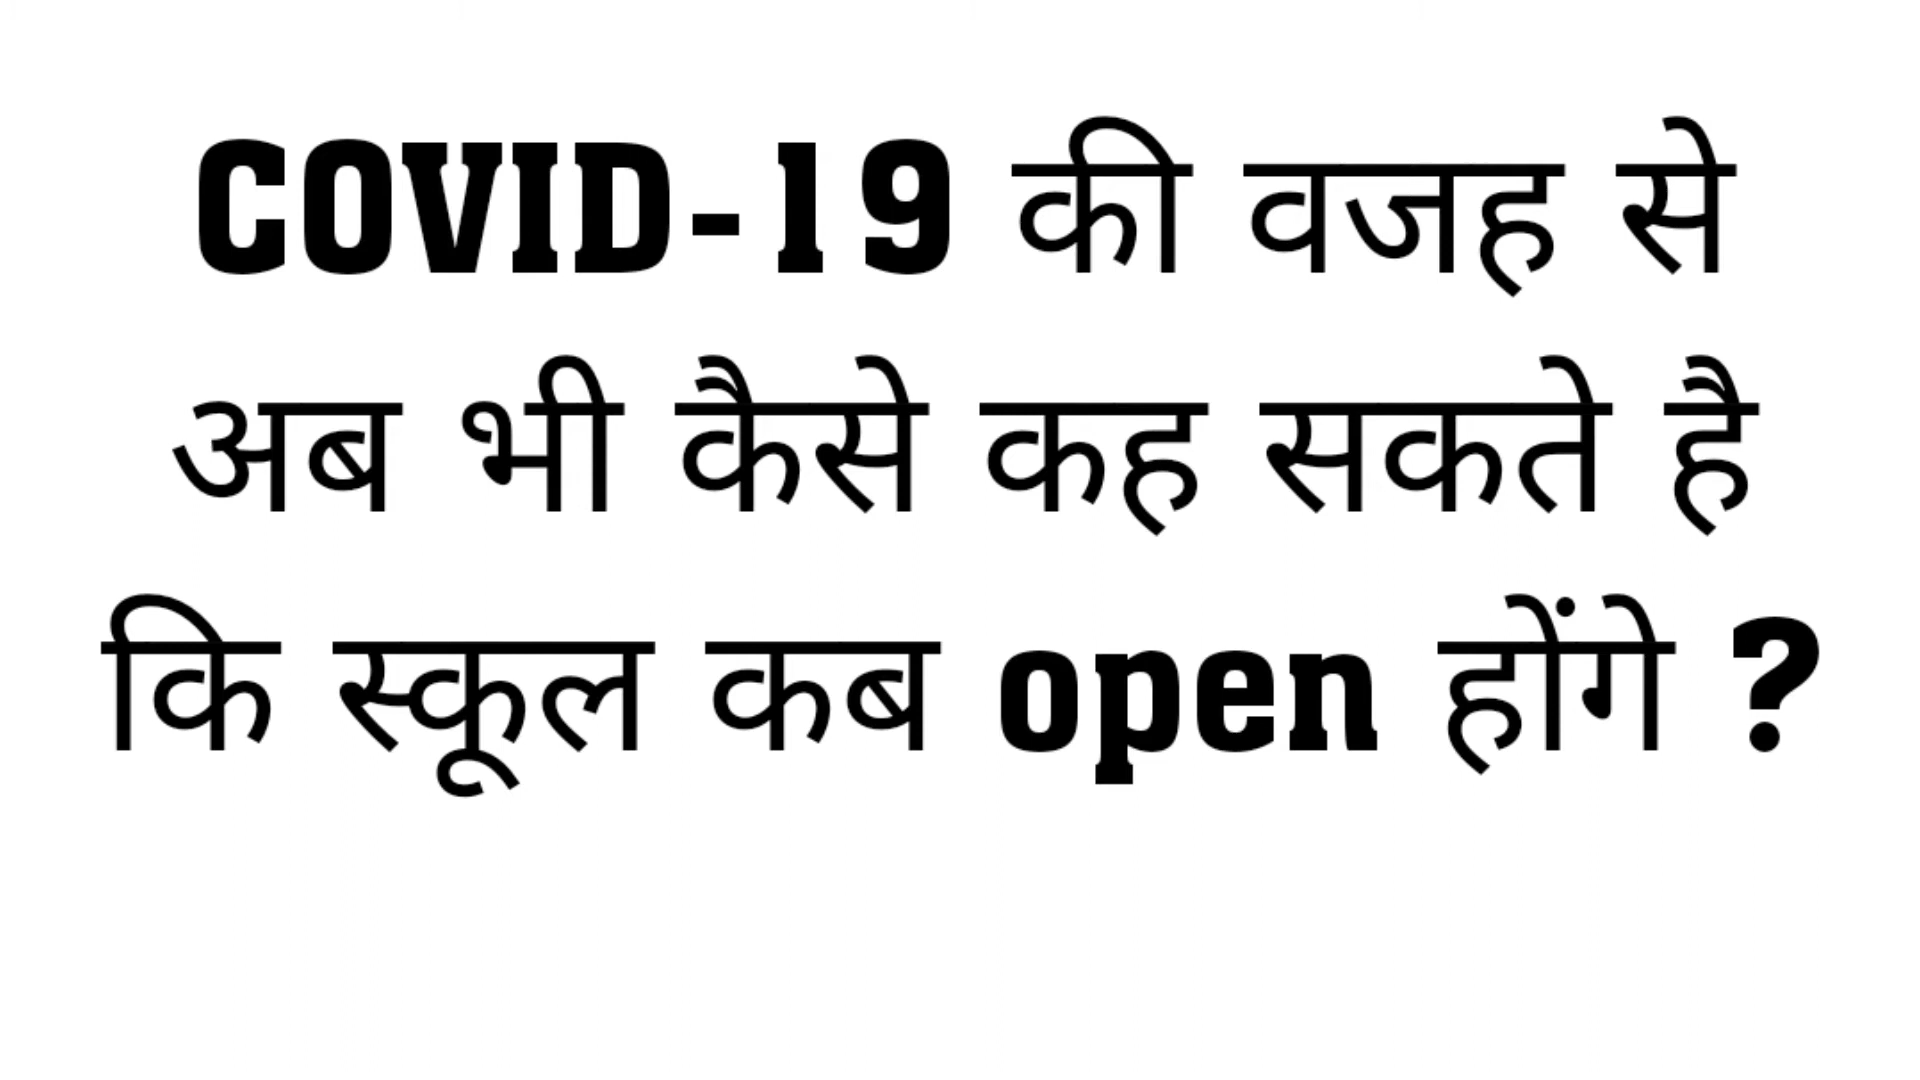 COVID-19 की वजह से
अब भी कैसे कह सकते है
कि स्कूल कब open होंगे ?